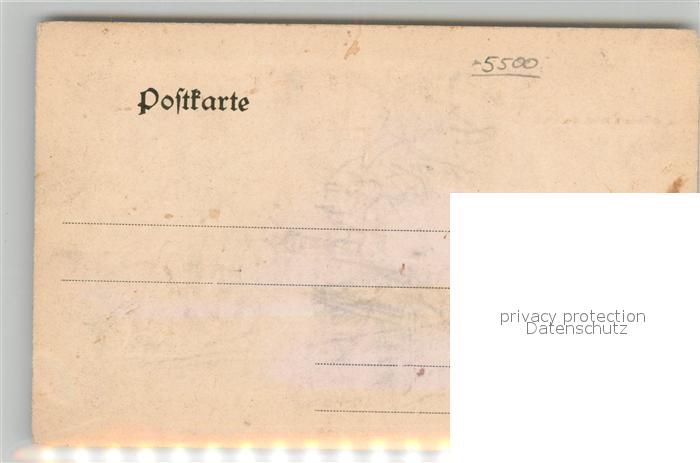 -5500
Postkarte
privacy protection
Datenschutz